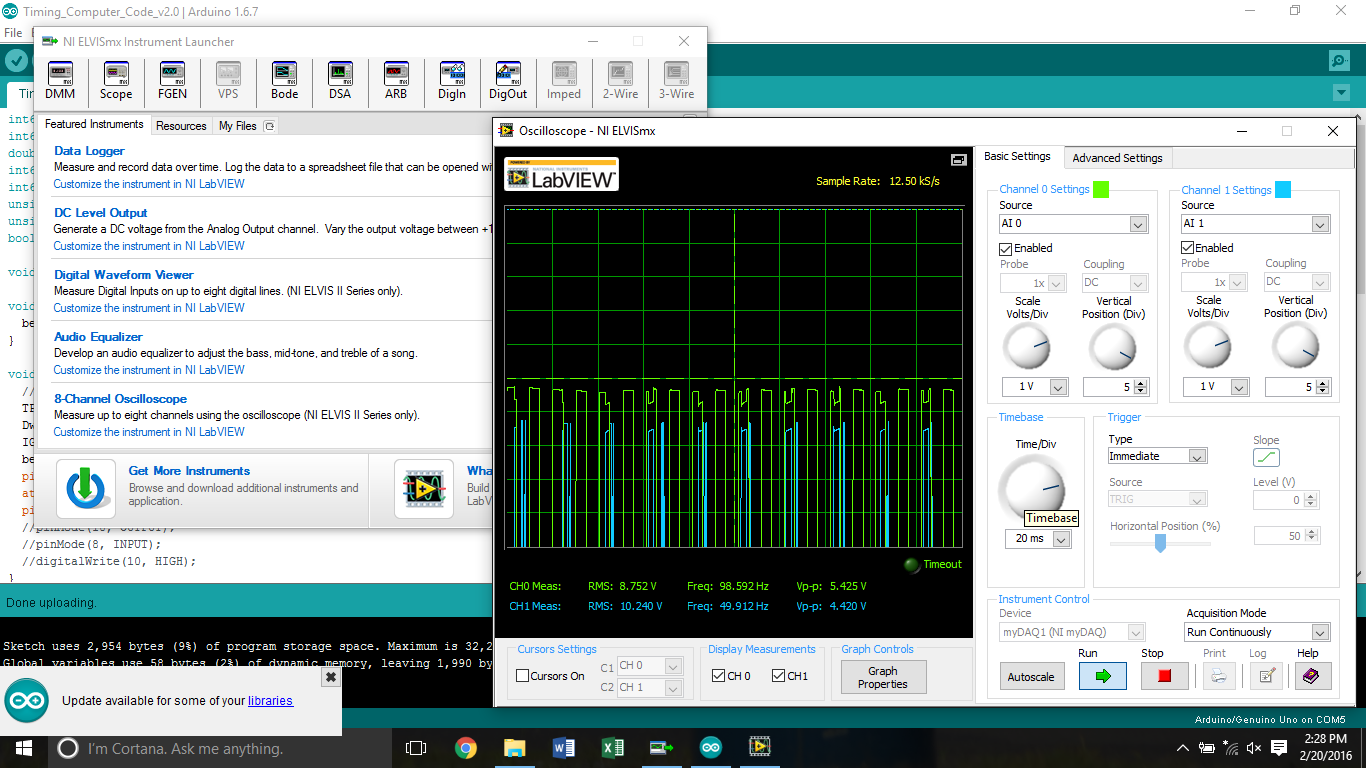 Timing_Computer_Code_v2.0 | Arduino 1.6.7
File
NI ELVISmx Instrument Launcher
DMM Scope FGEN VPS Bode DSA ARB DigIn DigOut Imped 2-Wire 3-Wire
Featured Instruments Resources My Files
Data Logger
Measure and record data over time. Log the data to a spreadsheet file that can be opened wi
Customize the instrument in NI LabVIEW
DC Level Output
Generate a DC voltage from the Analog Output channel. Vary the output voltage between +1
Customize the instrument in NI LabVIEW
Digital Waveform Viewer
Measure Digital Inputs on up to eight digital lines. (NI ELVIS II Series only).
Customize the instrument in NI LabVIEW
Audio Equalizer
Develop an audio equalizer to adjust the bass, mid-tone, and treble of a song.
Customize the instrument in NI LabVIEW
8-Channel Oscilloscope
Measure up to eight channels using the oscilloscope (NI ELVIS II Series only).
Customize the instrument in NI LabVIEW
Get More Instruments
Browse and download additional instruments and
application.
Wha
Build
LabV
//pinMode(10, OUTPUT);
//pinMode(8, INPUT);
//digitalWrite(10, HIGH);
}
Done uploading.
Sketch uses 2,954 bytes (9%) of program storage space. Maximum is 32,2
Global variables use 58 bytes (2%) of dynamic memory, leaving 1,990 by
Update available for some of your libraries
Oscilloscope - NI ELVISmx
LabVIEW
Sample Rate: 12.50 kS/s
Timeout
CH0 Meas: RMS: 8.752 V Freq: 98.592 Hz Vp-p: 5.425 V
CH1 Meas: RMS: 10.240 V Freq: 49.912 Hz Vp-p: 4.420 V
Cursors Settings
Cursors On
C1 CH 0
C2 CH 1
Display Measurements
CH 0 CH1
Graph Controls
Graph
Properties
Basic Settings Advanced Settings
Channel 0 Settings
Source
AI 0
Enabled
Probe Coupling
1x DC
Scale Vertical
Volts/Div Position (Div)
1 V 5
Channel 1 Settings
Source
AI 1
Enabled
Probe Coupling
1x DC
Scale Vertical
Volts/Div Position (Div)
1 V 5
Timebase
Time/Div
Timebase
20 ms
Trigger
Type Slope
Immediate
Source Level (V)
TRIG 0
Horizontal Position (%)
50
Instrument Control
Device Acquisition Mode
myDAQ1 (NI myDAQ) Run Continuously
Run Stop Print Log Help
Autoscale
Arduino/Genuino Uno on COM5
I'm Cortana. Ask me anything.
2:28 PM
2/20/2016